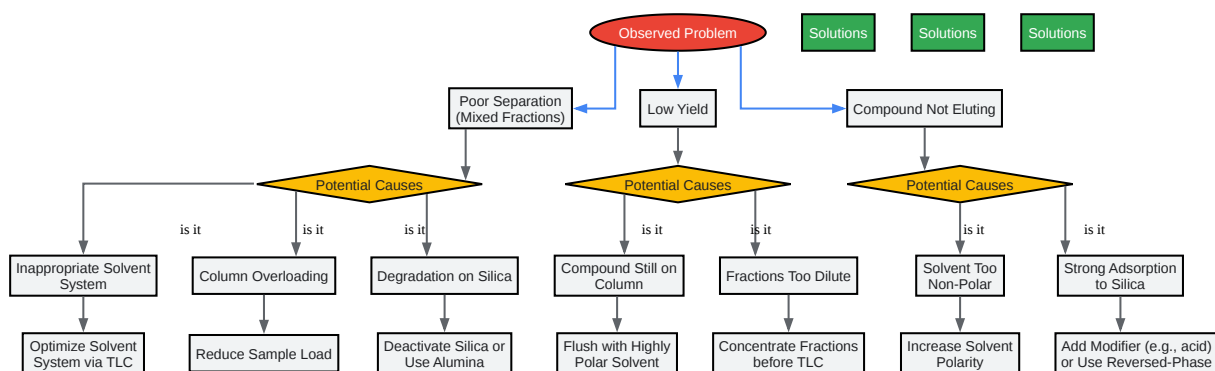 Observed Problem
Solutions
Solutions
Solutions
Poor Separation
(Mixed Fractions)
Low Yield
Compound Not Eluting
Potential Causes
Potential Causes
Potential Causes
is it
is it
is it
is it
is it
is it
is it
Inappropriate Solvent
System
Column Overloading
Degradation on Silica
Compound Still on
Column
Fractions Too Dilute
Solvent Too
Non-Polar
Strong Adsorption
to Silica
Optimize Solvent
System via TLC
Reduce Sample Load
Deactivate Silica or
Use Alumina
Flush with Highly
Polar Solvent
Concentrate Fractions
before TLC
Increase Solvent
Polarity
Add Modifier (e.g., acid)
or Use Reversed-Phase